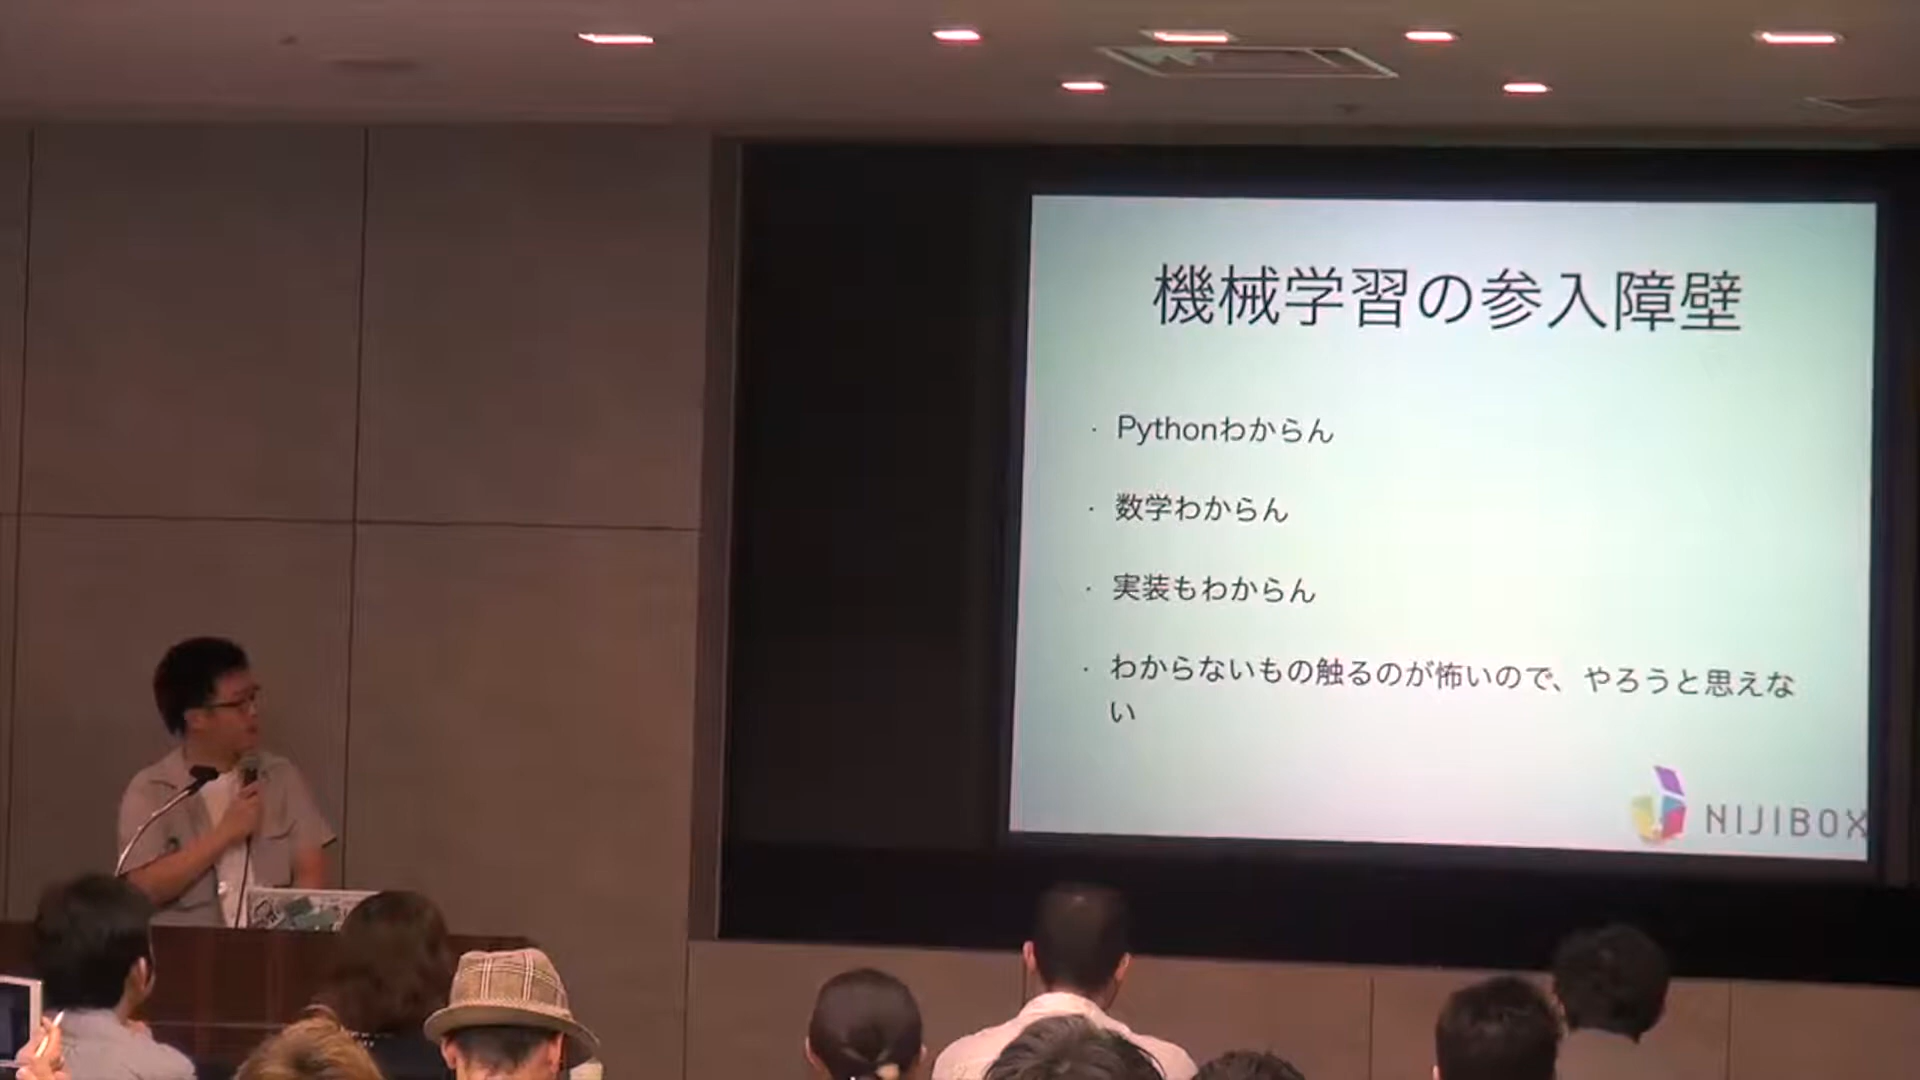 機械学習の参入障壁
· Pythonわからん
· 数学わからん
· 実装もわからん
· わからないもの触るのが怖いので、やろうと思えな
い
NIJIBOX